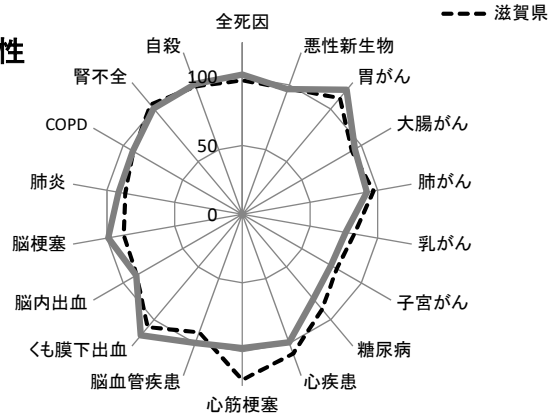 滋賀県
性
全死因
悪性新生物
胃がん
大腸がん
肺がん
乳がん
子宮がん
糖尿病
心疾患
心筋梗塞
脳血管疾患
くも膜下出血
脳内出血
脳梗塞
肺炎
COPD
腎不全
自殺
100
50
0